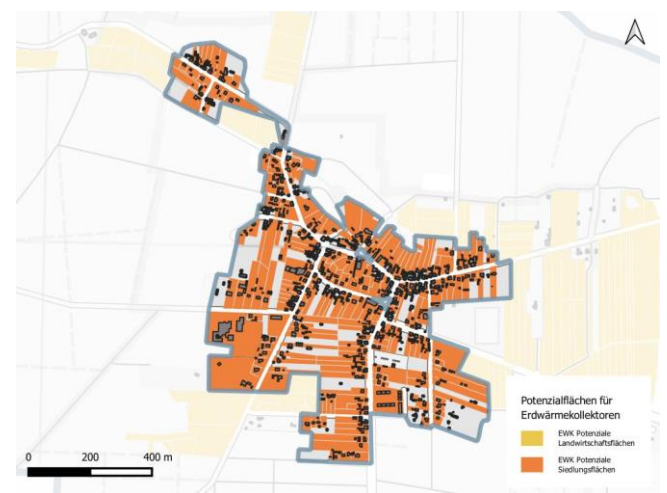 Potenzialflächen für
Erdwärmekollektoren
EWK Potenziale
Landwirtschaftsflächen
EWK Potenziale
Siedlungsflächen
0 200 400 m